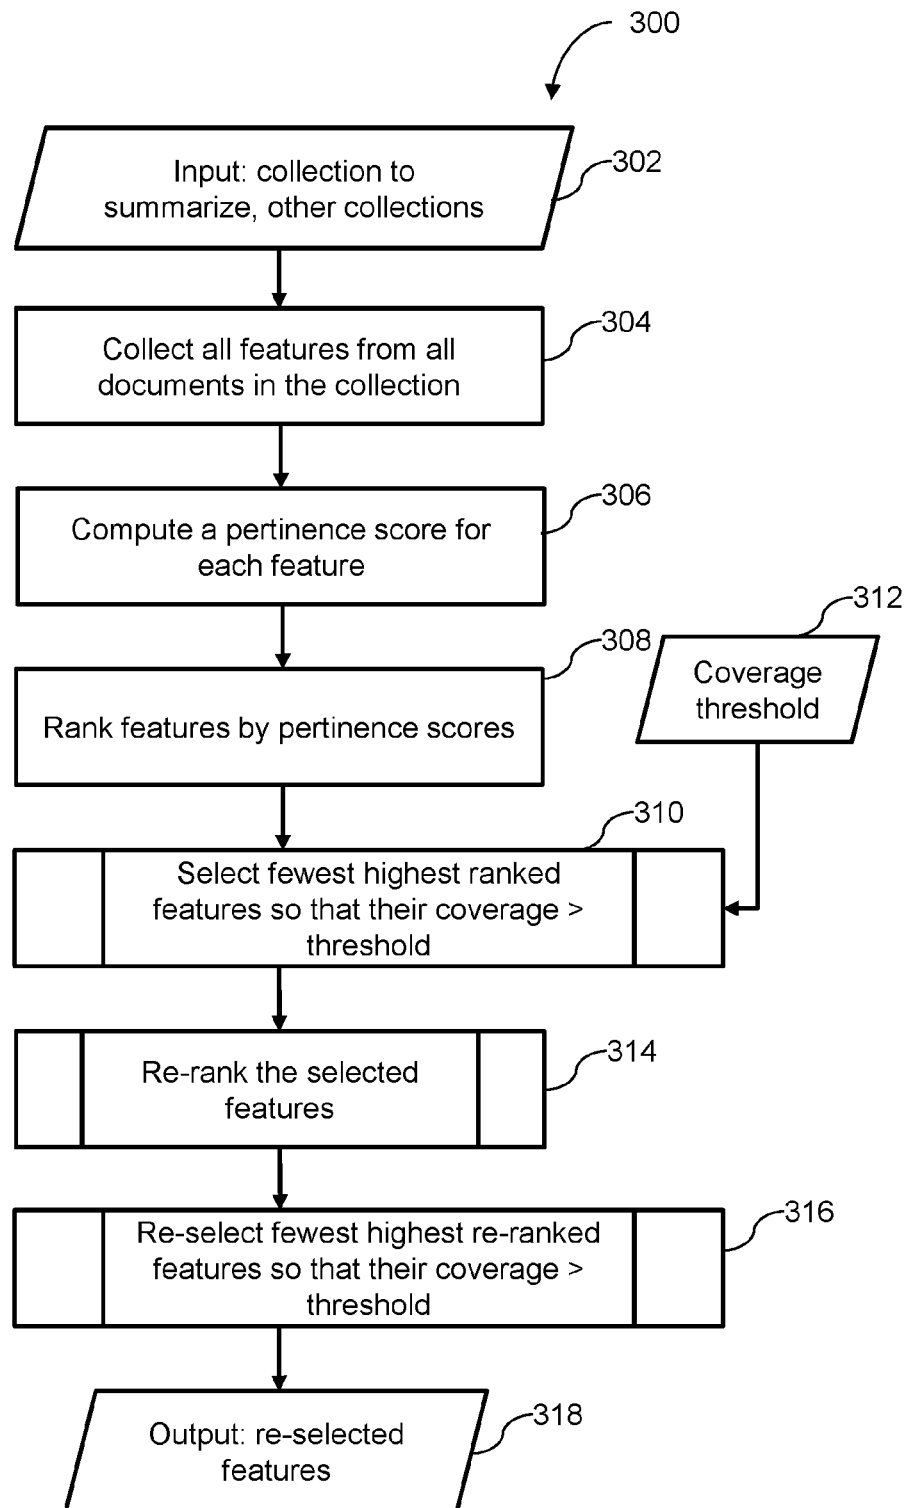 300
Input: collection to
summarize, other collections
302
304
Collect all features from all
documents in the collection
306
Compute a pertinence score for
each feature
312
308
Coverage
threshold
Rank features by pertinence scores
310
Select fewest highest ranked
features so that their coverage >
threshold
314
Re-rank the selected
features
316
Re-select fewest highest re-ranked
features so that their coverage >
threshold
318
Output: re-selected
features